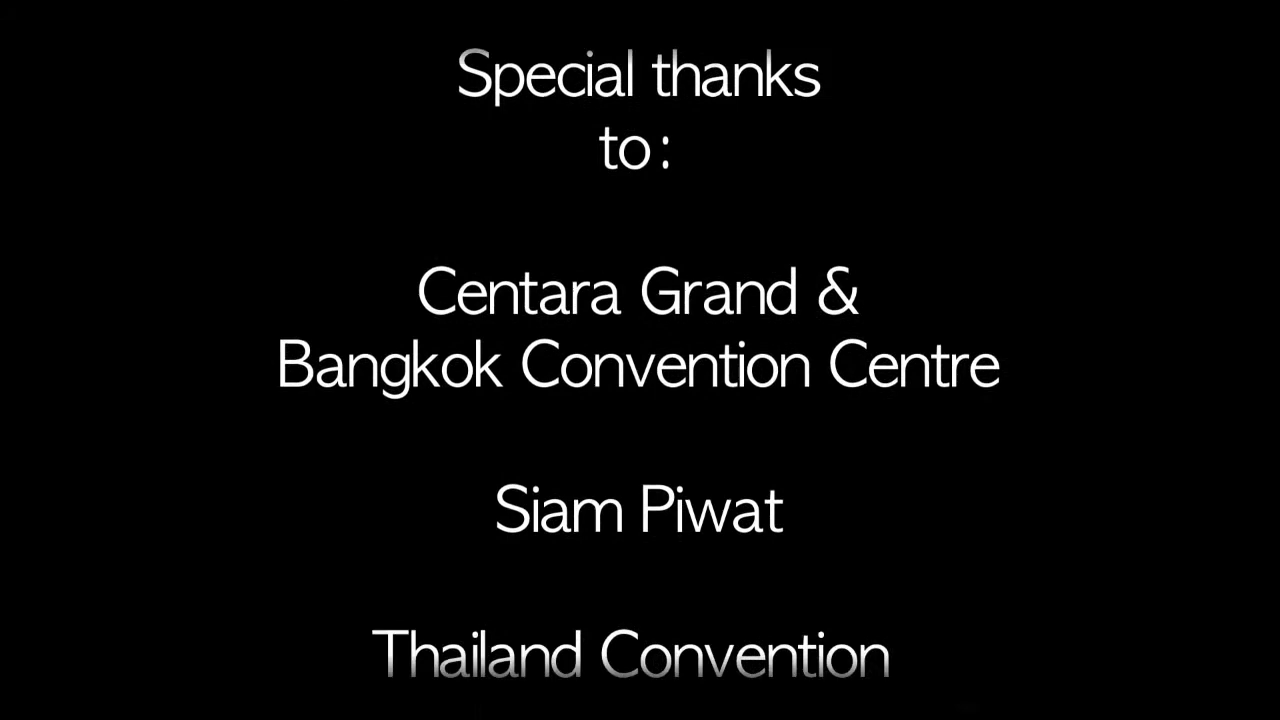 Special thanks
to :
Centara Grand &
Bangkok Convention Centre
Siam Piwat
Thailand Convention